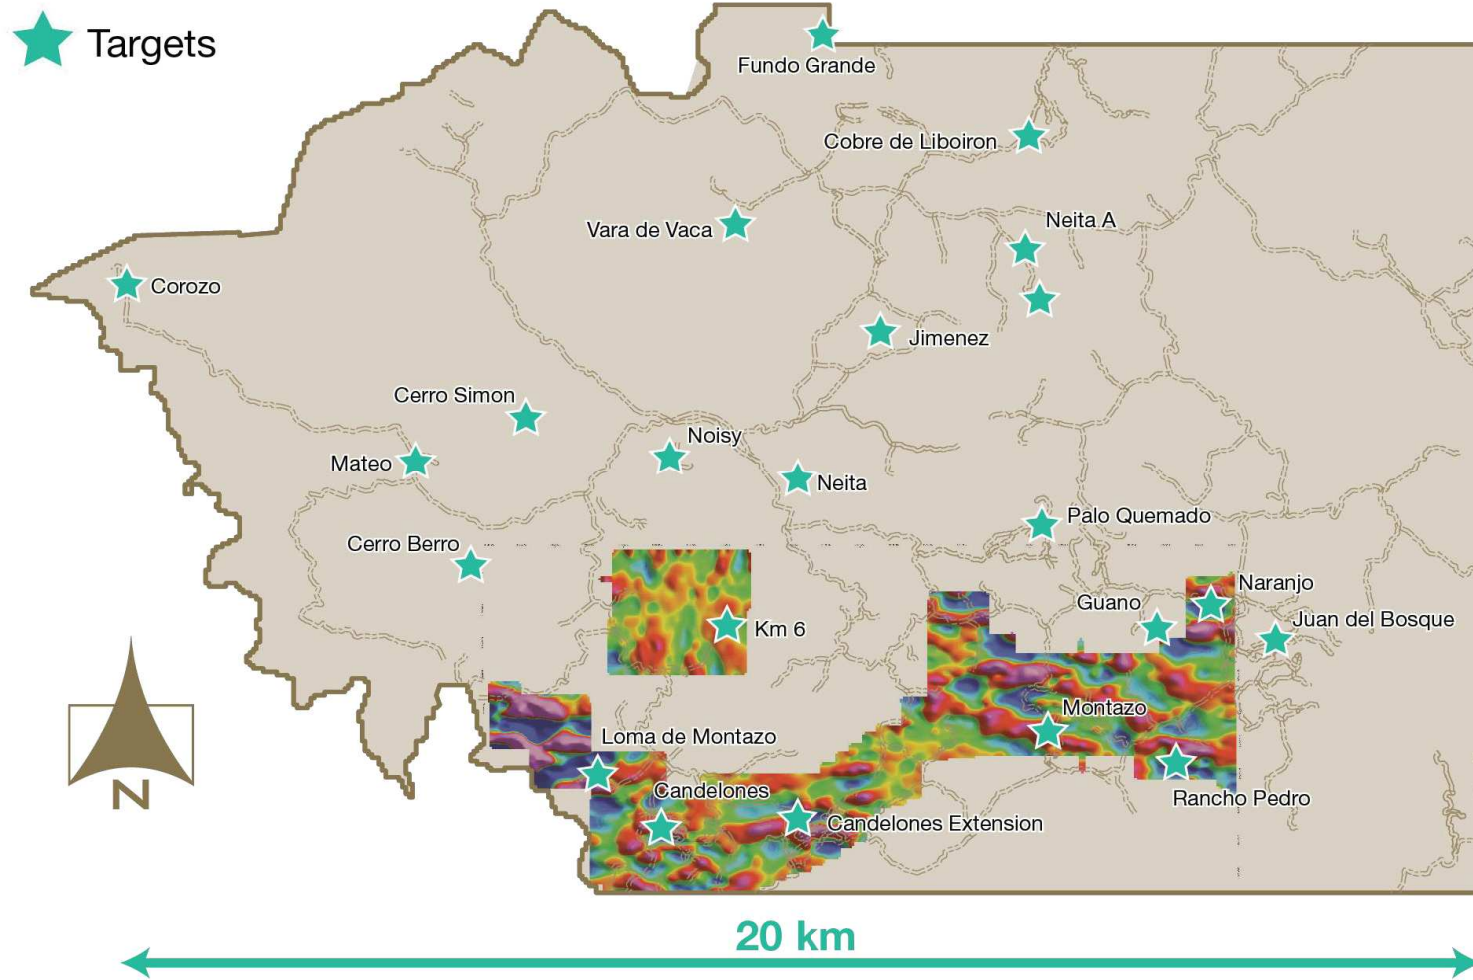 Targets
Fundo Grande
Cobre de Liboiron
Neita A
Vara de Vaca
Corozo
Jimenez
Cerro Simon
Noisy
Mateo
Neita
Palo Quemado
Cerro Berro
Naranjo
Guano
Juan del Bosque
Km 6
Montazo
Loma de Montazo
Candelones
Rancho Pedro
Candelones Extension
N
20 km